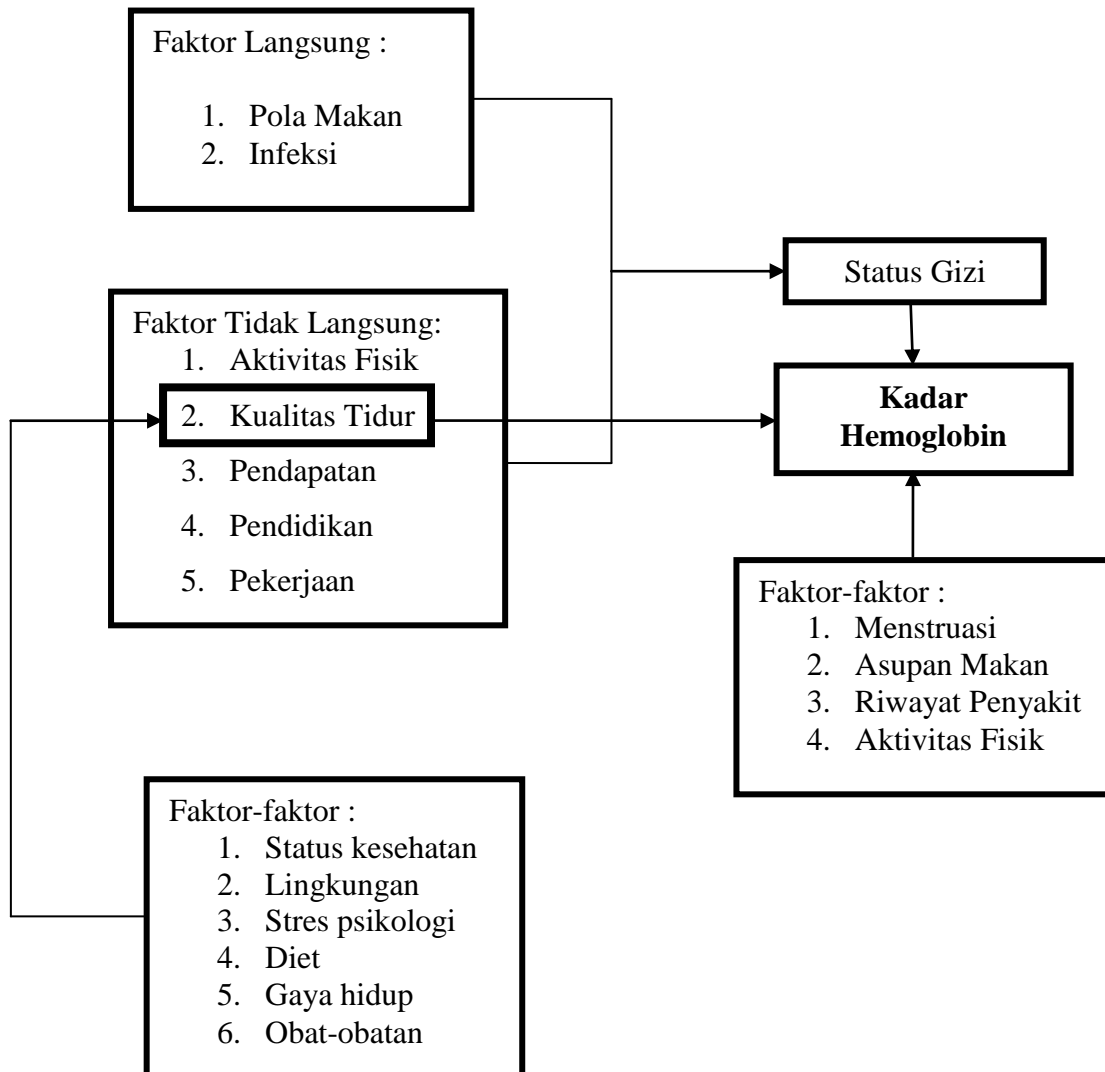 Faktor Langsung :
1. Pola Makan
2. Infeksi
Status Gizi
Faktor Tidak Langsung:
1. Aktivitas Fisik
2. Kualitas Tidur
3. Pendapatan
4. Pendidikan
5. Pekerjaan
Kadar
Hemoglobin
Faktor-faktor :
1. Menstruasi
2. Asupan Makan
3. Riwayat Penyakit
4. Aktivitas Fisik
Faktor-faktor :
1. Status kesehatan
2. Lingkungan
3. Stres psikologi
4. Diet
5. Gaya hidup
6. Obat-obatan